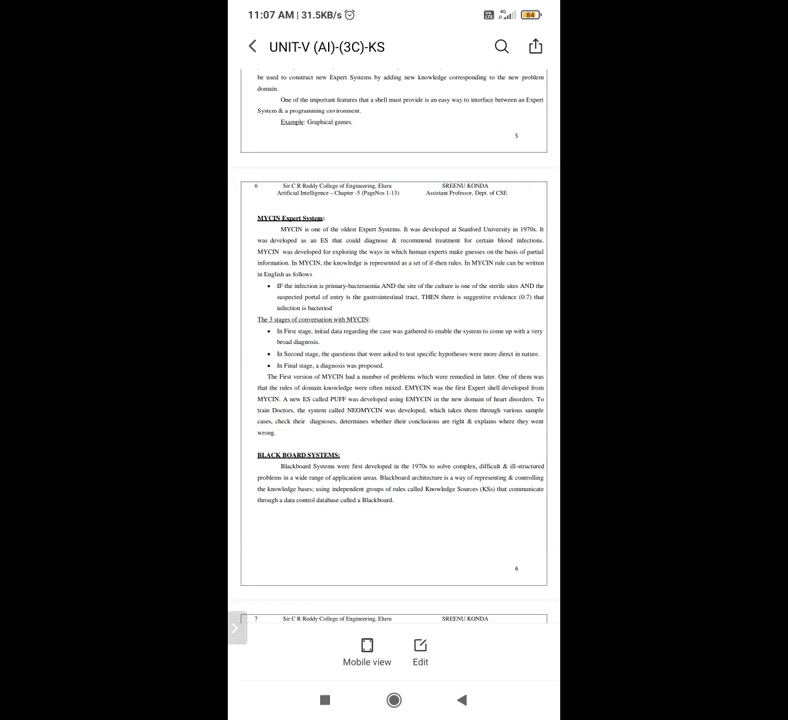 11:07 AM | 31.5KB/s
4G
84
UNIT-V (AI)-(3C)-KS
be used to construct new Expert Systems by adding new knowledge corresponding to the new problem
domain.
One of the important features that a shell must provide is an easy way to interface between an Expert
System & a programming environment.
Example: Graphical games.
5
6 Sir C R Reddy College of Engineering, Eluru SREENU KONDA
Artificial Intelligence – Chapter -5 (PageNos 1-13) Assistant Professor, Dept. of CSE
MYCIN Expert System:
MYCIN is one of the oldest Expert Systems. It was developed at Stanford University in 1970s. It
was developed as an ES that could diagnose & recommend treatment for certain blood infections.
MYCIN was developed for exploring the ways in which human experts make guesses on the basis of partial
information. In MYCIN, the knowledge is represented as a set of if-then rules. In MYCIN rule can be written
in English as follows
• IF the infection is primary-bacteraemia AND the site of the culture is one of the sterile sites AND the
suspected portal of entry is the gastrointestinal tract, THEN there is suggestive evidence (0.7) that
infection is bacteriod
The 3 stages of conversation with MYCIN:
• In First stage, initial data regarding the case was gathered to enable the system to come up with a very
broad diagnosis.
• In Second stage, the questions that were asked to test specific hypotheses were more direct in nature.
• In Final stage, a diagnosis was proposed.
The First version of MYCIN had a number of problems which were remedied in later. One of them was
that the rules of domain knowledge were often mixed. EMYCIN was the first Expert shell developed from
MYCIN. A new ES called PUFF was developed using EMYCIN in the new domain of heart disorders. To
train Doctors, the system called NEOMYCIN was developed, which takes them through various sample
cases, check their diagnoses, determines whether their conclusions are right & explains where they went
wrong.
BLACK BOARD SYSTEMS:
Blackboard Systems were first developed in the 1970s to solve complex, difficult & ill-structured
problems in a wide range of application areas. Blackboard architecture is a way of representing & controlling
the knowledge bases; using independent groups of rules called Knowledge Sources (KSs) that communicate
through a data control database called a Blackboard.
6
7 Sir C R Reddy College of Engineering, Eluru SREENU KONDA
Mobile view Edit